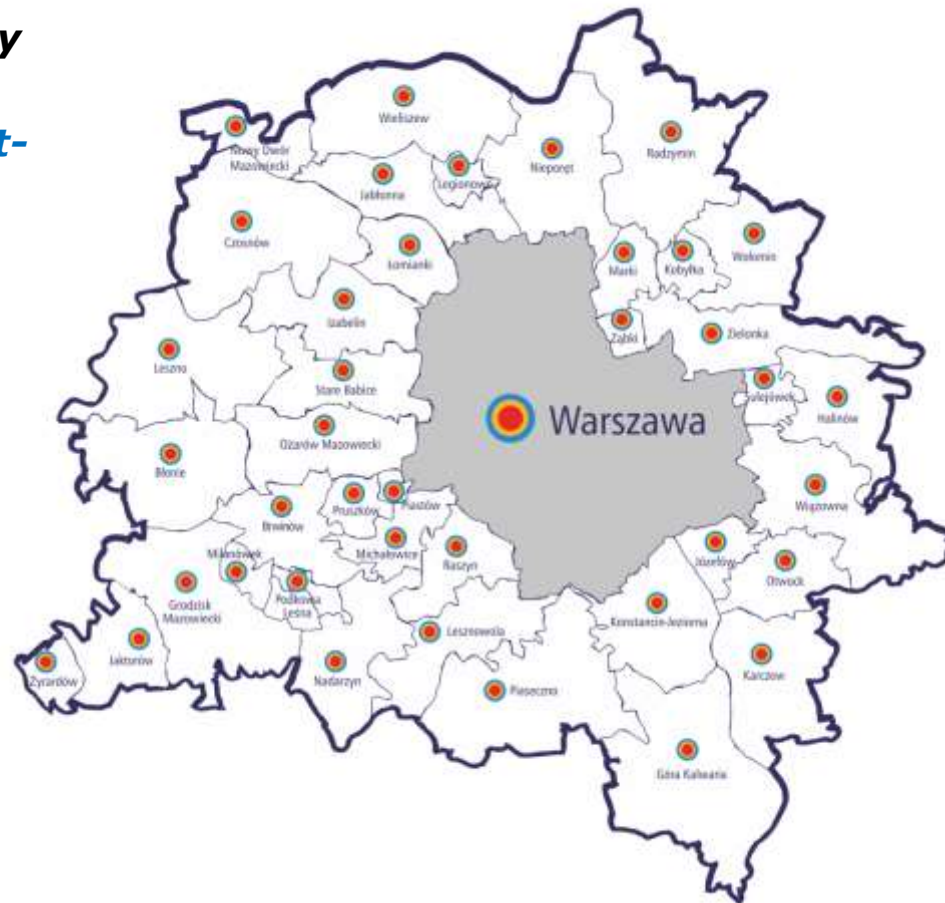 y
t-
Wieliszew
Nowy Dwór
Mazowiecki
Nieporęt
Radzymin
Legionowo
Jabłonna
Czosnów
Łomianki
Marki
Kobyłka
Wołomin
Izabelin
Ząbki
Zielonka
Leszno
Stare Babice
Sulejówek
Halinów
Warszawa
Ożarów Mazowiecki
Błonie
Wiązowna
Pruszków
Piastów
Brwinów
Michałowice
Raszyn
Józefów
Otwock
Milanówek
Podkowa
Leśna
Grodzisk
Mazowiecki
Konstancin-Jeziorna
Lesznowola
Jaktorów
Żyrardów
Nadarzyn
Karczew
Piaseczno
Góra Kalwaria